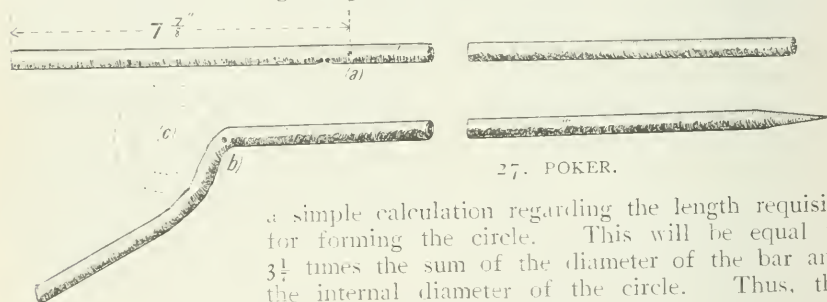 7 7/8"
(a)
(c)
b)
27. POKER.
a simple calculation regarding the length requisi
for forming the circle. This will be equal
3 1/7 times the sum of the diameter of the bar an
the internal diameter of the circle. Thus, th